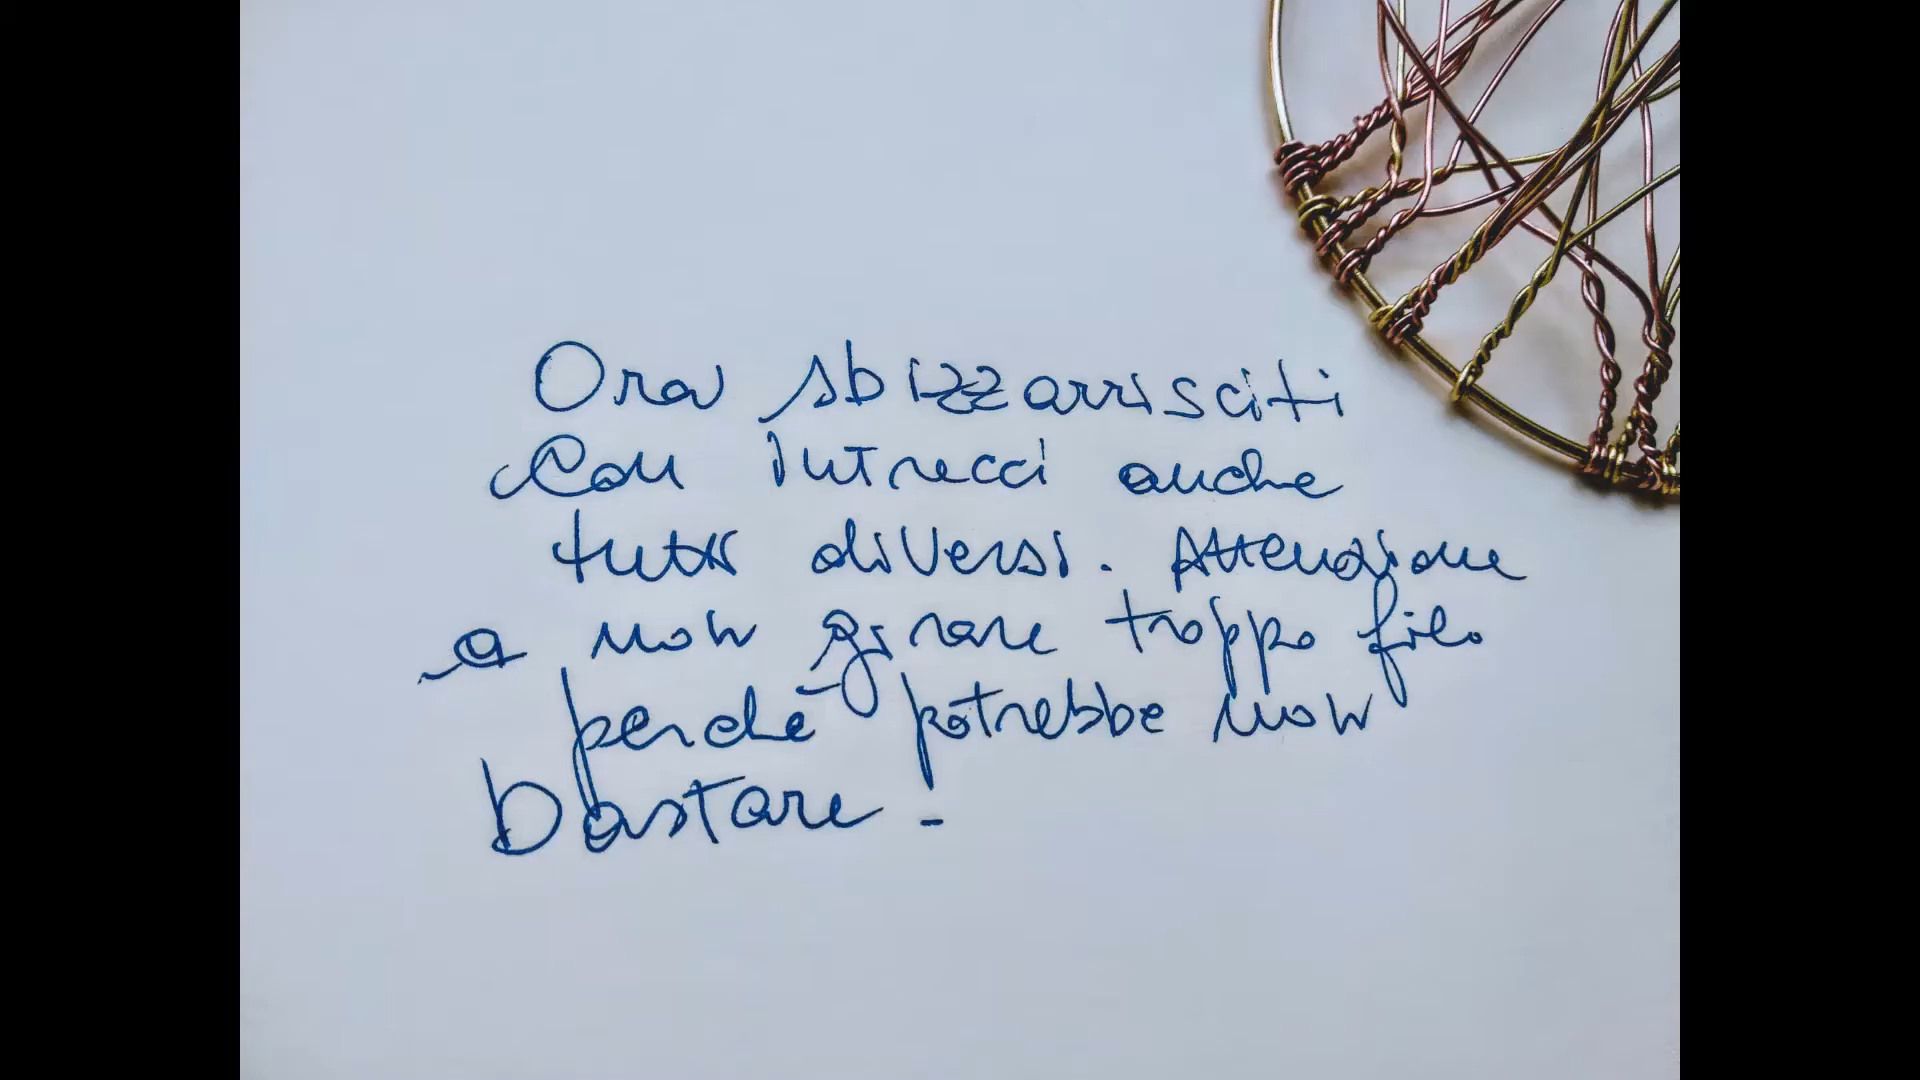 Ora sbizzarrisciti
con intrecci anche
tutti diversi. Attenzione
a non girare troppo filo
perché potrebbe non
bastare.